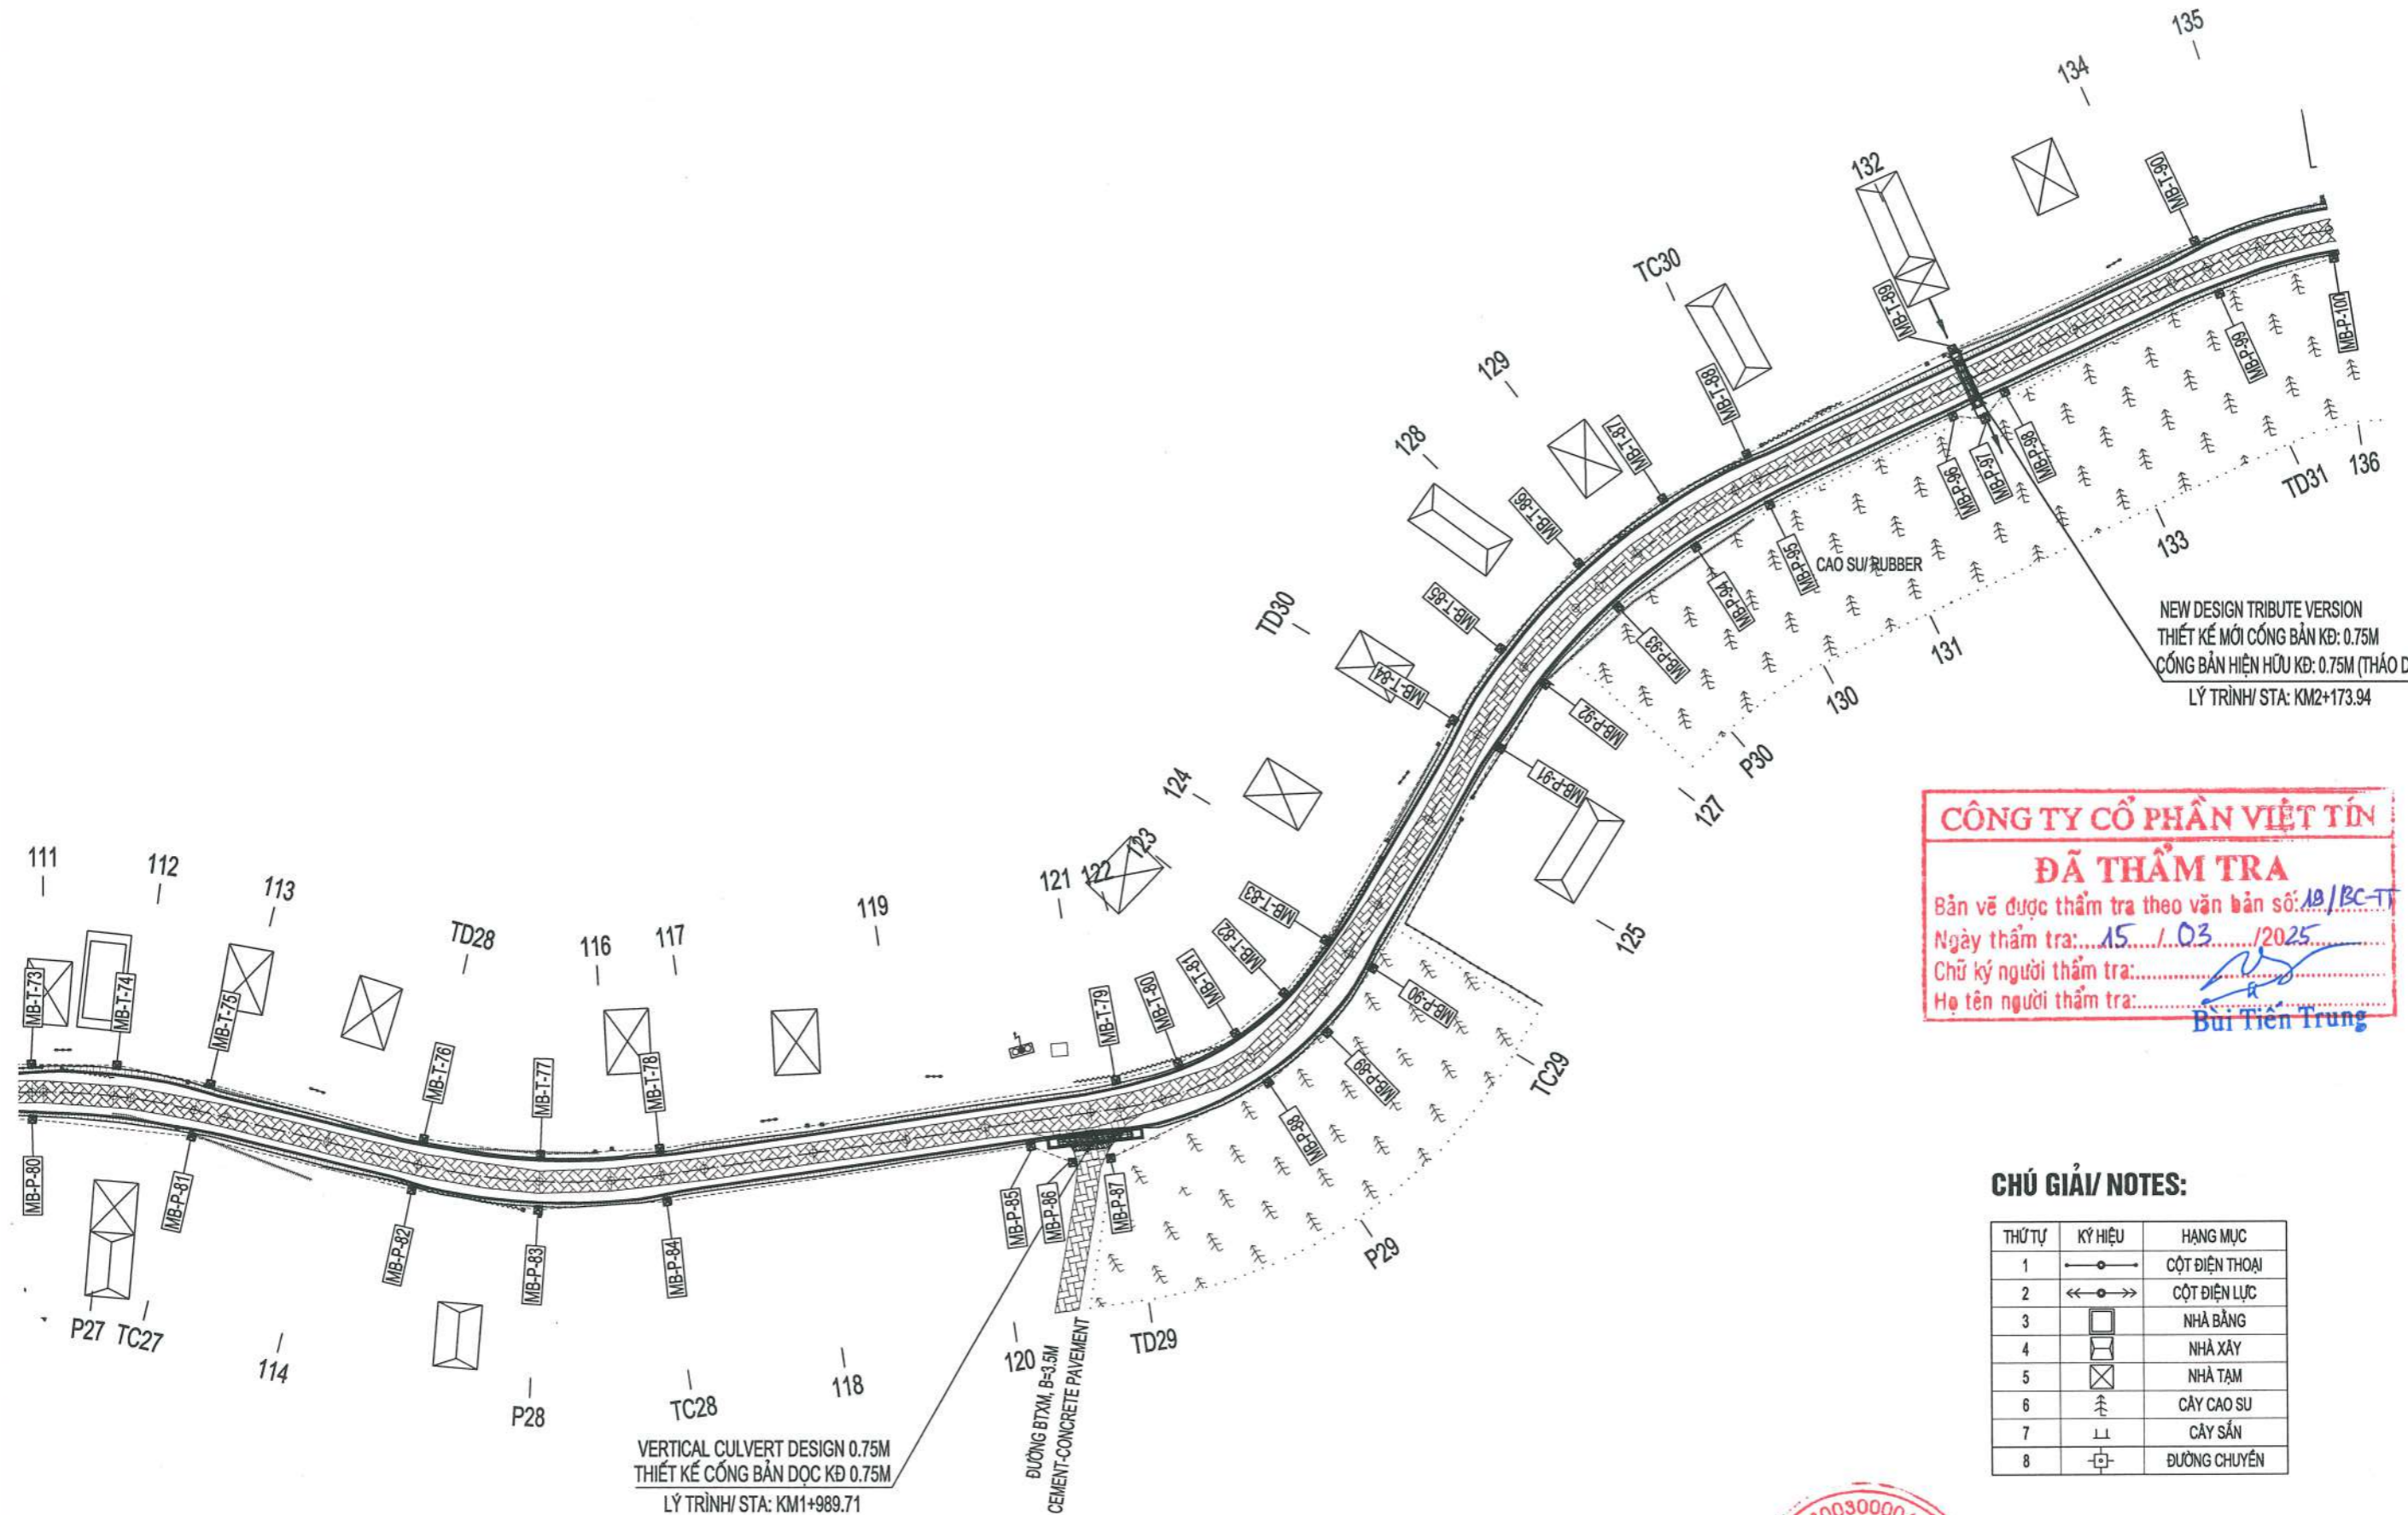 135
134
132
MB-T-90
TC30
MB-T-89
MB-P-100
MB-P-99
129
MB-T-88
128
MB-T-87
MB-P-98
MB-P-97
MB-P-96
136
TD31
133
MB-T-86
MB-P-95
CAO SU/ RUBBER
MB-P-94
TD30
MB-T-85
MB-T-84
MB-P-93
131
130
MB-P-92
P30
127
MB-P-91
NEW DESIGN TRIBUTE VERSION
THIẾT KẾ MỚI CỐNG BẢN KĐ: 0.75M
CỐNG BẢN HIỆN HỮU KĐ: 0.75M (THÁO D
LÝ TRÌNH/ STA: KM2+173.94
124
123
122
121
125
MB-T-83
MB-T-82
MB-T-81
MB-T-80
MB-T-79
MB-P-90
MB-P-89
MB-P-88
TC29
P29
TD29
111
112
113
TD28
116
117
119
MB-T-73
MB-T-74
MB-T-75
MB-T-76
MB-T-77
MB-T-78
MB-P-80
MB-P-81
MB-P-82
MB-P-83
MB-P-84
MB-P-85
MB-P-86
MB-P-87
P27
TC27
114
P28
TC28
118
120
VERTICAL CULVERT DESIGN 0.75M
THIẾT KẾ CỐNG BẢN DỌC KĐ 0.75M
LÝ TRÌNH/ STA: KM1+989.71
ĐƯỜNG BTXM, B=3.5M
CEMENT-CONCRETE PAVEMENT
CÔNG TY CỔ PHẦN VIỆT TÍN
ĐÃ THẨM TRA
Bản vẽ được thẩm tra theo văn bản số: 18/BC-TT
Ngày thẩm tra: 15 / 03 /2025
Chữ ký người thẩm tra:
Họ tên người thẩm tra:
Bùi Tiến Trung
CHÚ GIẢI/ NOTES:
THỨ TỰ KÝ HIỆU HẠNG MỤC
1 CỘT ĐIỆN THOẠI
2 CỘT ĐIỆN LỰC
3 NHÀ BẰNG
4 NHÀ XÂY
5 NHÀ TẠM
6 CÂY CAO SU
7 CÂY SẮN
8 ĐƯỜNG CHUYỀN